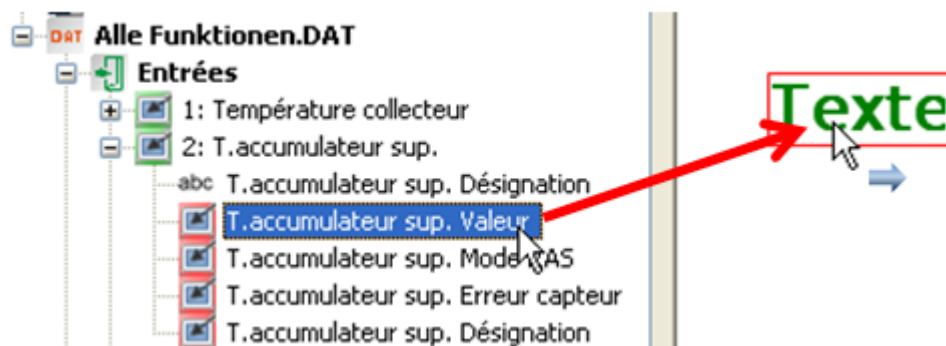 DAT Alle Funktionen.DAT
Entrées
1: Température collecteur
2: T.accumulateur sup.
abc T.accumulateur sup. Désignation
T.accumulateur sup. Valeur
T.accumulateur sup. Mode RAS
T.accumulateur sup. Erreur capteur
T.accumulateur sup. Désignation
Texte